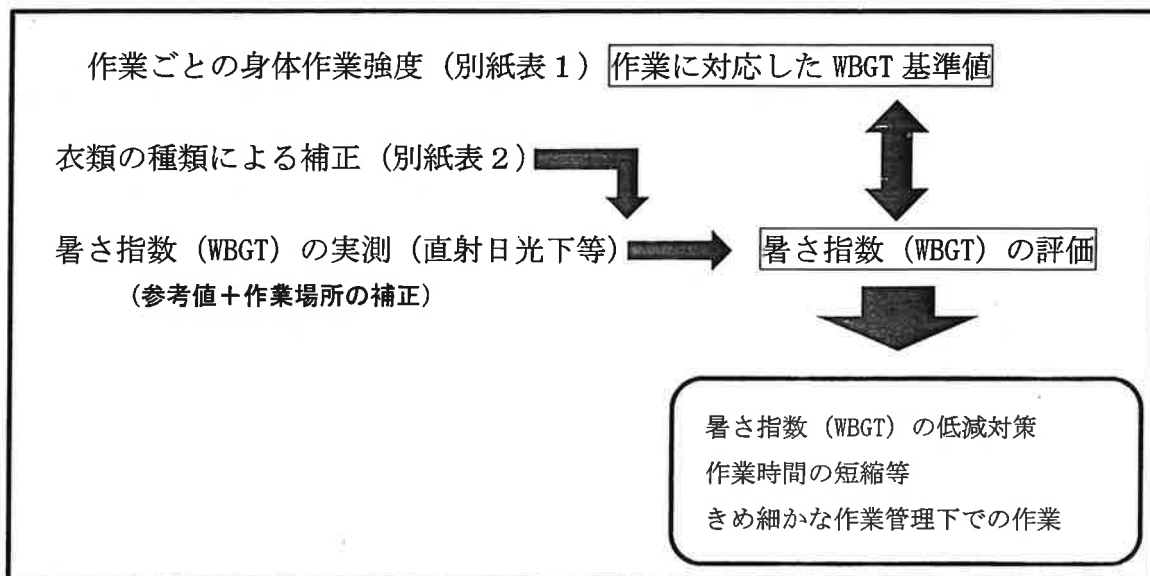 作業ごとの身体作業強度（別紙表１）作業に対応した WBGT 基準値
衣類の種類による補正（別紙表２）
暑さ指数（WBGT）の実測（直射日光下等）
暑さ指数（WBGT）の評価
（参考値＋作業場所の補正）
暑さ指数（WBGT）の低減対策
作業時間の短縮等
きめ細かな作業管理下での作業